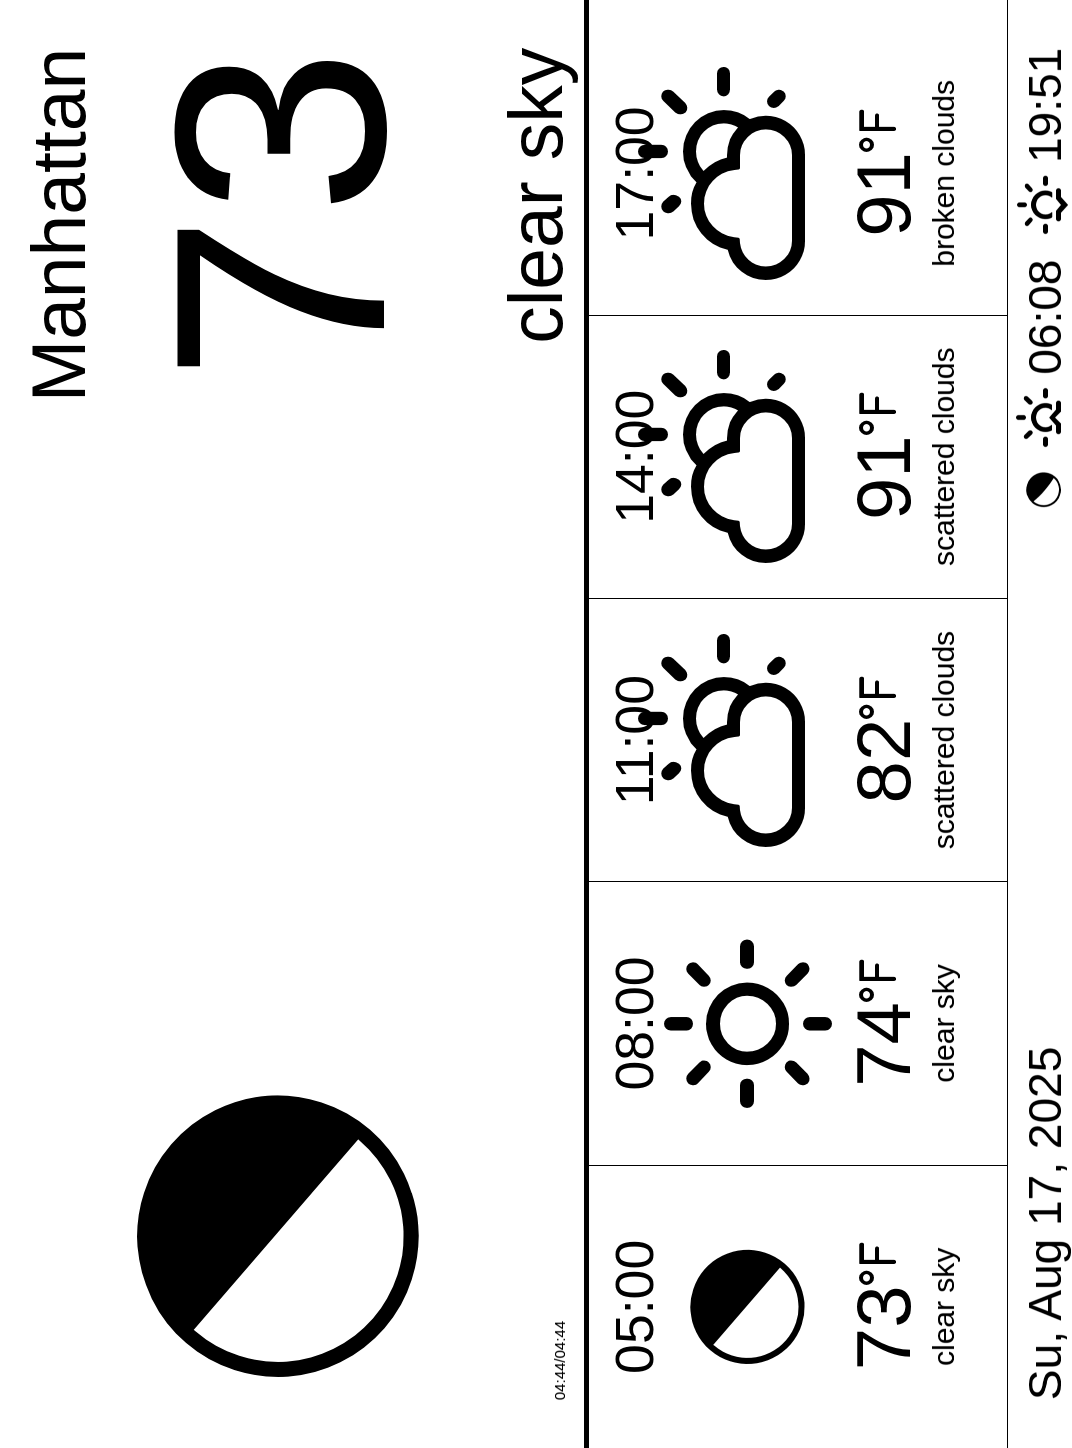 Manhattan
73
clear sky
04:44/04:44
05:00
73°F
clear sky
08:00
74°F
clear sky
11:00
82°F
scattered clouds
14:00
91°F
scattered clouds
17:00
91°F
broken clouds
Su, Aug 17, 2025
06:08
19:51